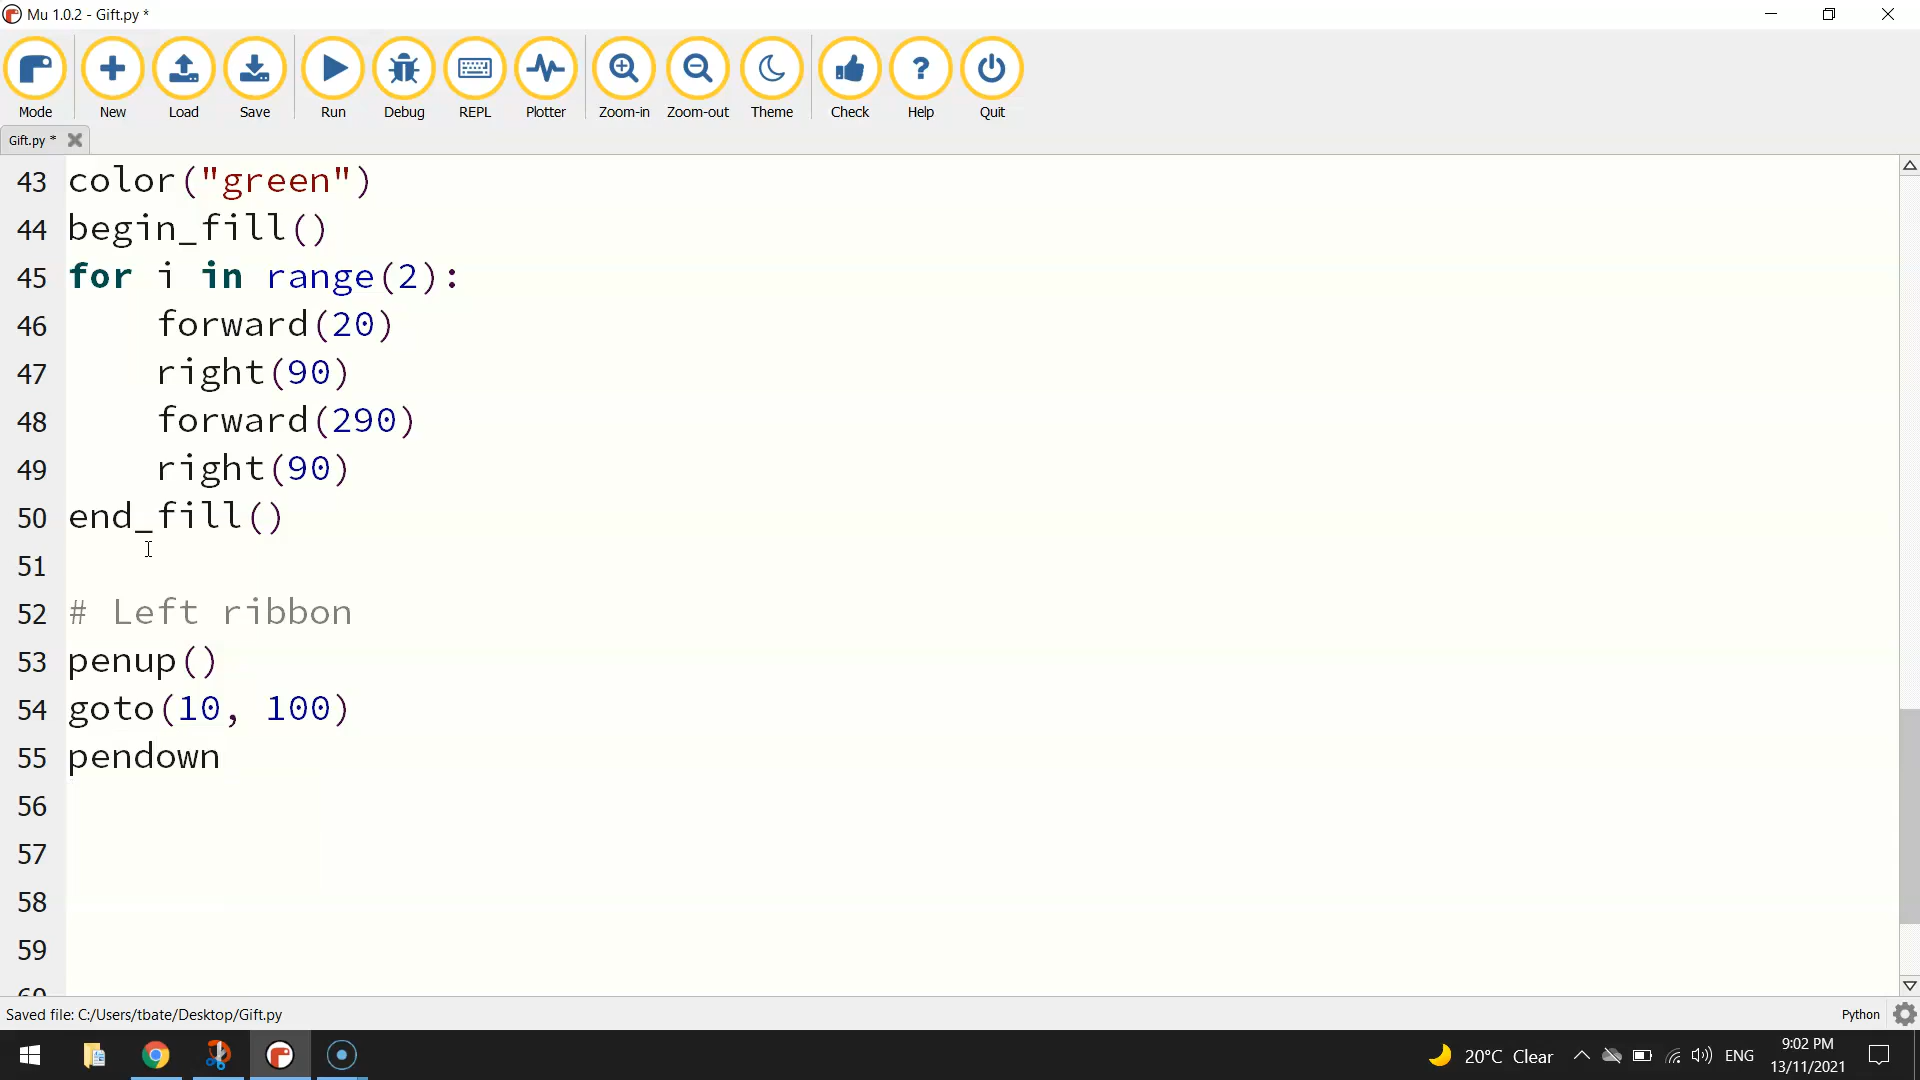 Mu 1.0.2 - Gift.py *
Mode New Load Save Run Debug REPL Plotter Zoom-in Zoom-out Theme Check Help Quit
Gift.py *
43 color("green")
44 begin_fill()
45 for i in range(2):
46     forward(20)
47     right(90)
48     forward(290)
49     right(90)
50 end_fill()
51
52 # Left ribbon
53 penup()
54 goto(10, 100)
55 pendown
56
57
58
59
60
Saved file: C:/Users/tbate/Desktop/Gift.py
Python
20°C Clear
ENG
9:02 PM
13/11/2021